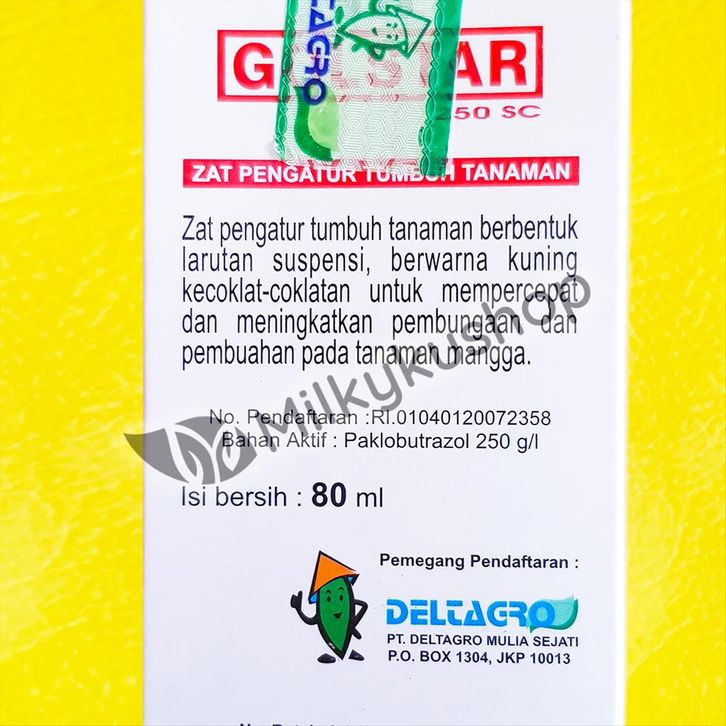 DELTAGRO
250 SC
ZAT PENGATUR TUMBUH TANAMAN
Zat pengatur tumbuh tanaman berbentuk
larutan suspensi, berwarna kuning
kecoklat-coklatan untuk mempercepat
dan meningkatkan pembungaan dan
pembuahan pada tanaman mangga.
Milkykushop
No. Pendaftaran :RI.01040120072358
Bahan Aktif : Paklobutrazol 250 g/l
Isi bersih : 80 ml
Pemegang Pendaftaran :
DELTAGRO
PT. DELTAGRO MULIA SEJATI
P.O. BOX 1304, JKP 10013